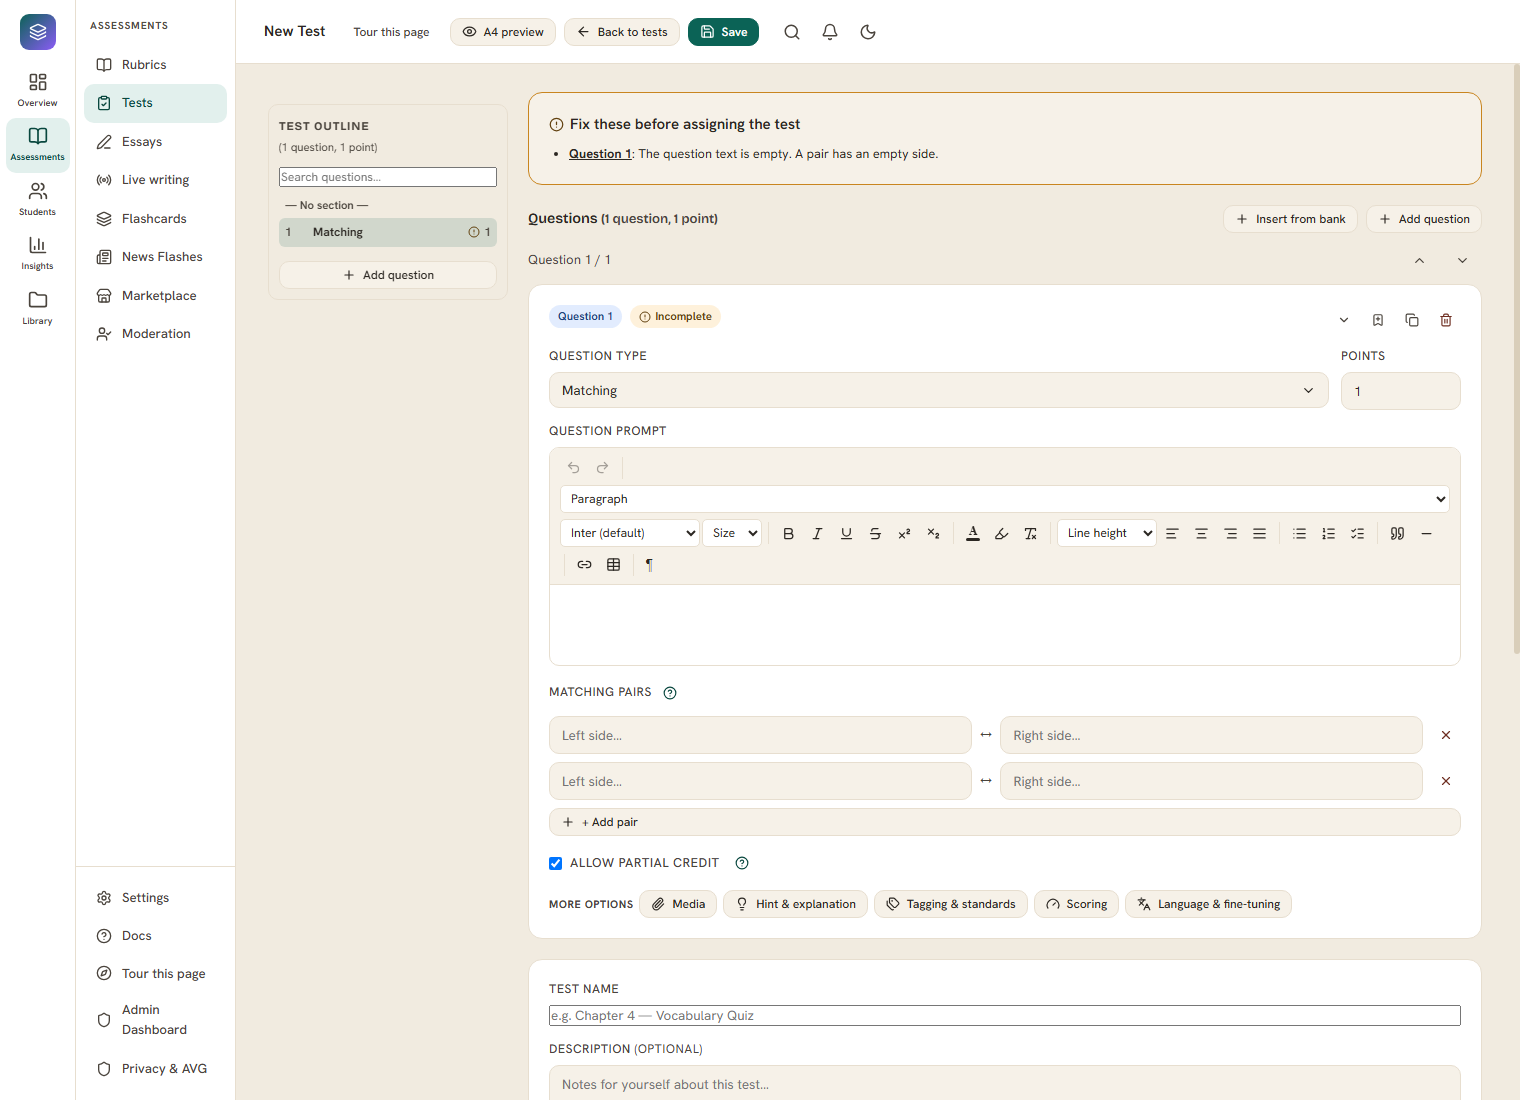 Overview
Assessments
Students
Insights
Library
ASSESSMENTS
Rubrics
Tests
Essays
Live writing
Flashcards
News Flashes
Marketplace
Moderation
Settings
Docs
Tour this page
Admin
Dashboard
Privacy & AVG
New Test
Tour this page
A4 preview
Back to tests
Save
TEST OUTLINE
(1 question, 1 point)
Search questions...
— No section —
1 Matching 1
Add question
Fix these before assigning the test
• Question 1: The question text is empty. A pair has an empty side.
Questions (1 question, 1 point)
Insert from bank
Add question
Question 1 / 1
Question 1
Incomplete
QUESTION TYPE
POINTS
Matching
1
QUESTION PROMPT
Paragraph
Inter (default)
Size
B I U S x² x₂ A Tx
Line height
¶
MATCHING PAIRS
Left side... ↔ Right side...
Left side... ↔ Right side...
+ Add pair
ALLOW PARTIAL CREDIT
MORE OPTIONS
Media
Hint & explanation
Tagging & standards
Scoring
Language & fine-tuning
TEST NAME
e.g. Chapter 4 — Vocabulary Quiz
DESCRIPTION (OPTIONAL)
Notes for yourself about this test...